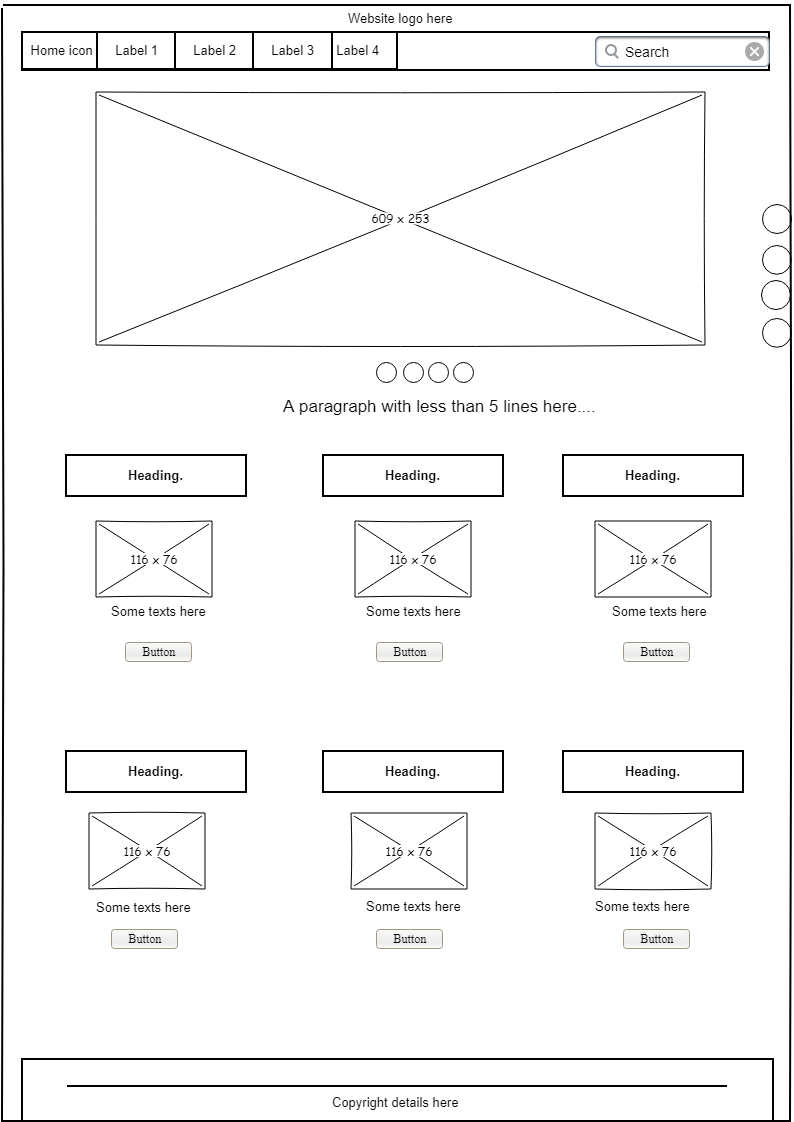 Website logo here
Home icon Label 1 Label 2 Label 3 Label 4 Search
609 x 253
A paragraph with less than 5 lines here....
Heading. Heading. Heading.
116 x 76 116 x 76 116 x 76
Some texts here Some texts here Some texts here
Button Button Button
Heading. Heading. Heading.
116 x 76 116 x 76 116 x 76
Some texts here Some texts here Some texts here
Button Button Button
Copyright details here